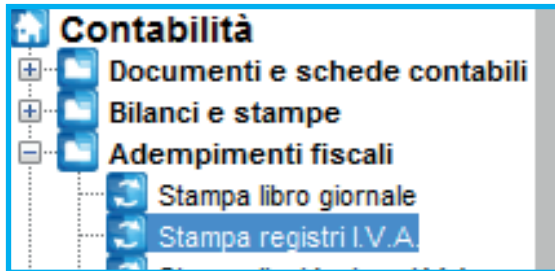 Contabilità
Documenti e schede contabili
Bilanci e stampe
Adempimenti fiscali
Stampa libro giornale
Stampa registri I.V.A.